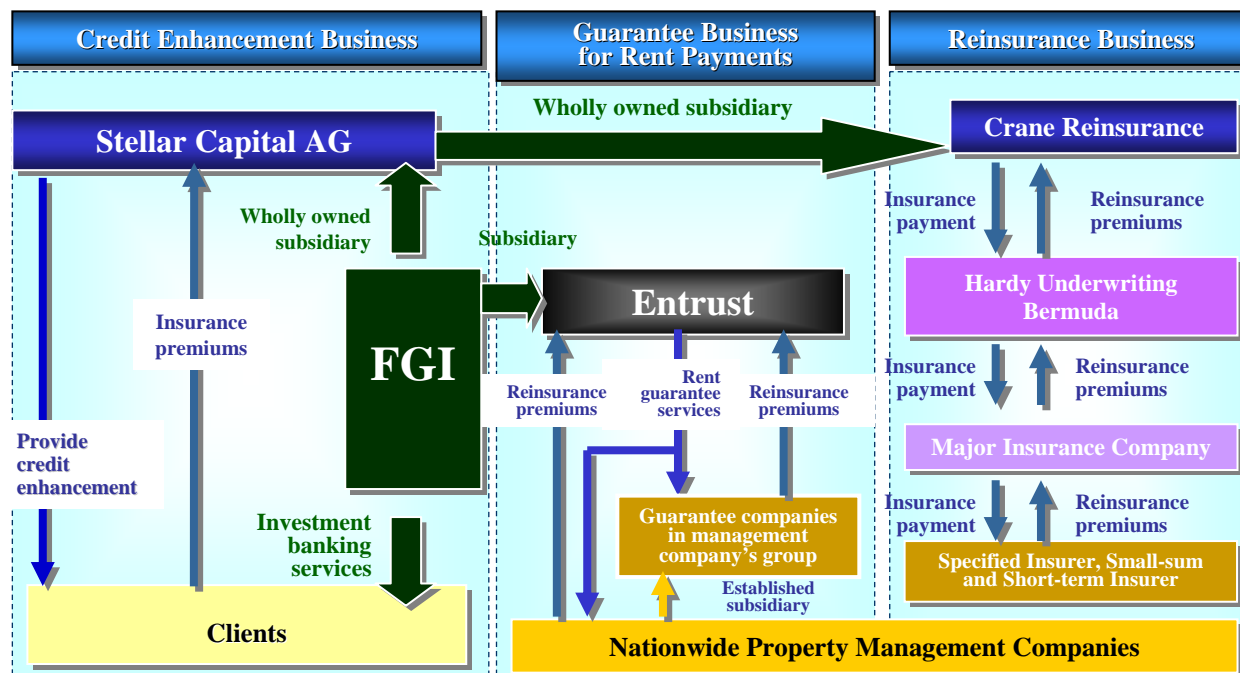 Credit Enhancement Business
Guarantee Business
for Rent Payments
Reinsurance Business
Wholly owned subsidiary
Stellar Capital AG
Crane Reinsurance
Wholly owned
subsidiary
Subsidiary
Insurance
payment
Reinsurance
premiums
FGI
Entrust
Hardy Underwriting
Bermuda
Insurance
premiums
Reinsurance
premiums
Rent
guarantee
services
Reinsurance
premiums
Insurance
payment
Reinsurance
premiums
Provide
credit
enhancement
Major Insurance Company
Investment
banking
services
Guarantee companies
in management
company's group
Insurance
payment
Reinsurance
premiums
Established
subsidiary
Specified Insurer, Small-sum
and Short-term Insurer
Clients
Nationwide Property Management Companies